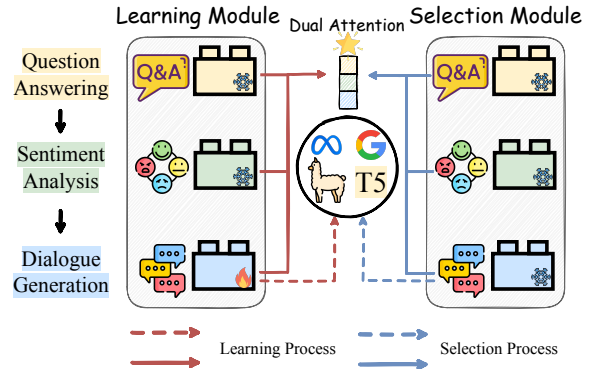 Learning Module
Dual Attention
Selection Module
Question
Answering
Q&A
Q&A
Sentiment
Analysis
T5
Dialogue
Generation
Learning Process
Selection Process